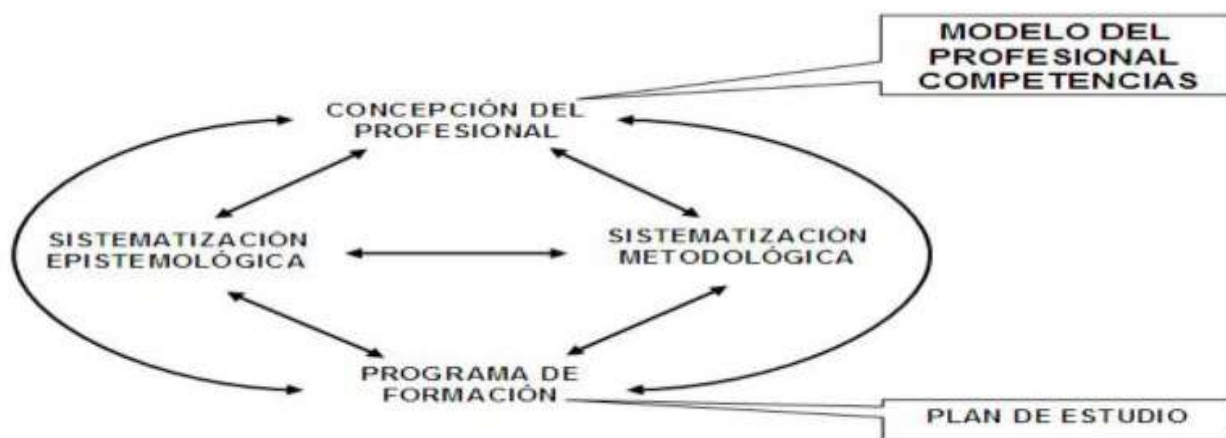 MODELO DEL
PROFESIONAL
COMPETENCIAS
CONCEPCIÓN DEL
PROFESIONAL
SISTEMATIZACIÓN
EPISTEMOLÓGICA
SISTEMATIZACIÓN
METODOLÓGICA
PROGRAMA DE
FORMACIÓN
PLAN DE ESTUDIO